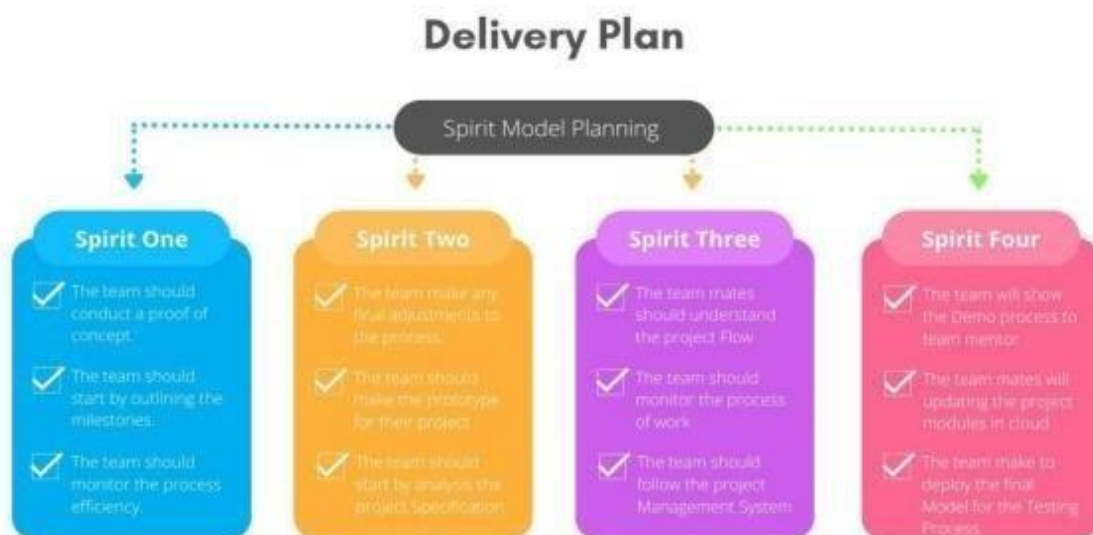 Delivery Plan
Spirit Model Planning
Spirit One
The team should
conduct a proof of
concept.
The team should
start by outlining the
milestones.
The team should
monitor the process
efficiency.
Spirit Two
The team make any
final adjustments to
the process.
The team should
make the prototype
for their project
The team should
start by analysis the
project Specification
Spirit Three
The team mates
should understand
the project Flow
The team should
monitor the process
of work
The team should
follow the project
Management System
Spirit Four
The team will show
the Demo process to
team mentor
The team mates will
updating the project
modules in cloud
The team make to
deploy the final
Model for the Testing
Process